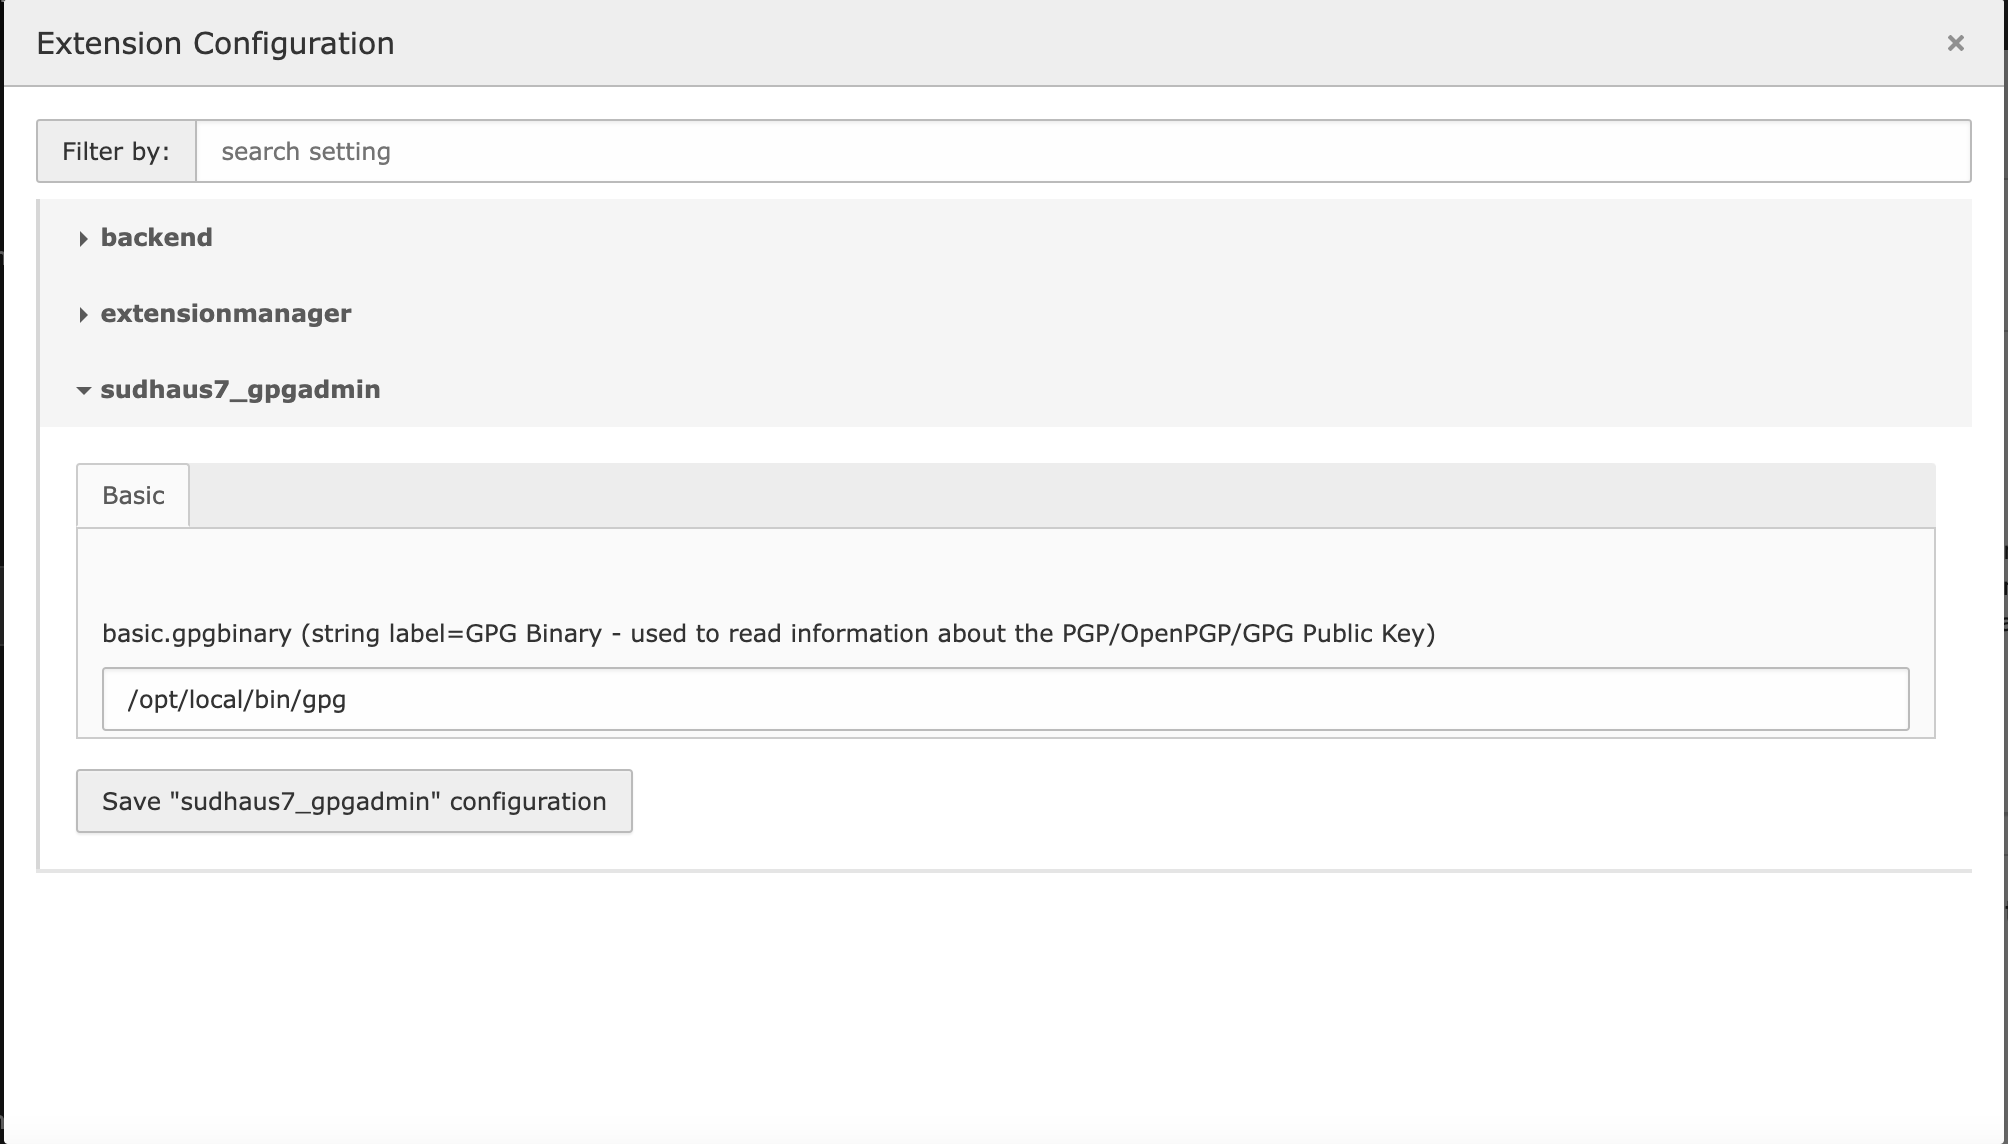 Extension Configuration
Filter by: search setting
backend
extensionmanager
sudhaus7_gpgadmin
Basic
basic.gpgbinary (string label=GPG Binary - used to read information about the PGP/OpenPGP/GPG Public Key)
/opt/local/bin/gpg
Save "sudhaus7_gpgadmin" configuration